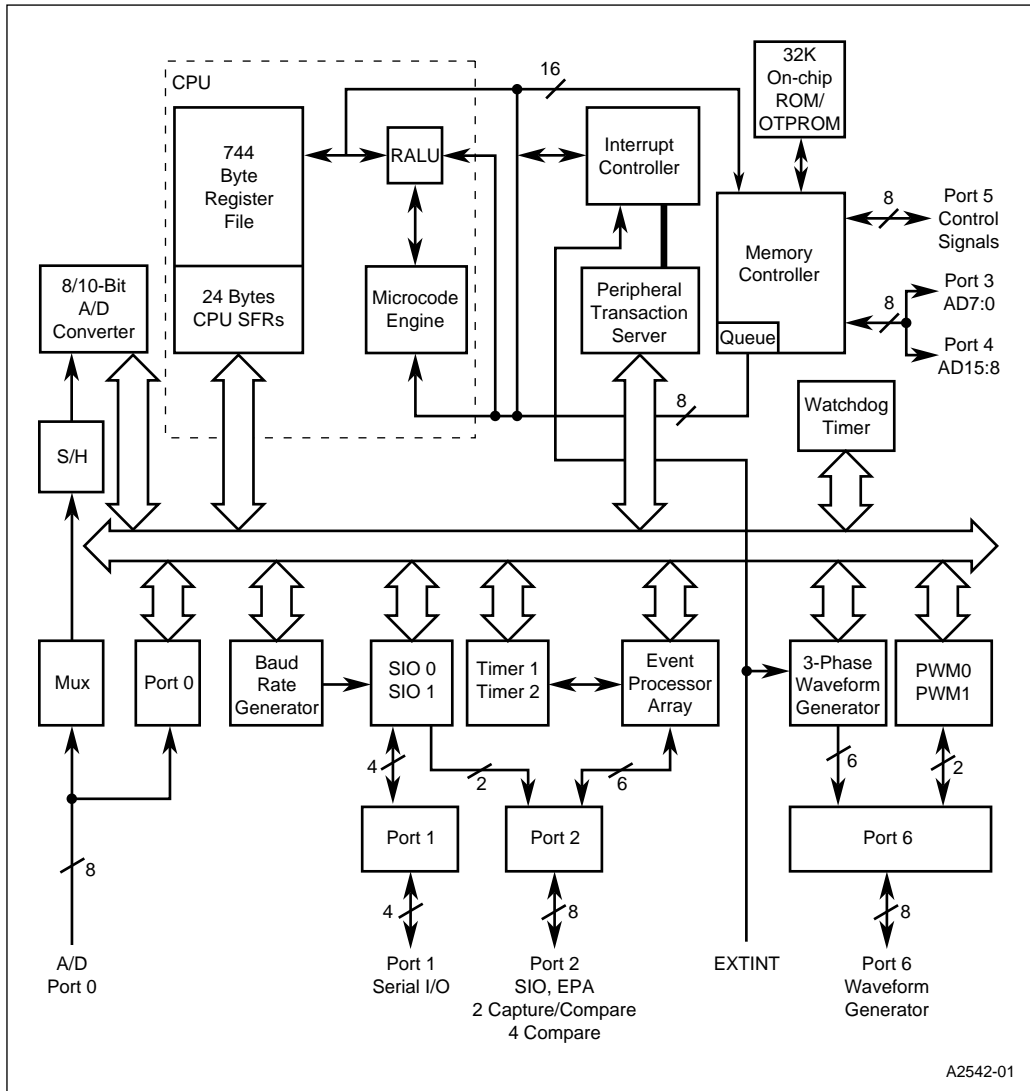 CPU
16
32K
On-chip
ROM/
OTPROM
744
Byte
Register
File
RALU
Interrupt
Controller
8
Port 5
Control
Signals
Memory
Controller
8/10-Bit
A/D
Converter
24 Bytes
CPU SFRs
Microcode
Engine
Peripheral
Transaction
Server
8
Port 3
AD7:0
Queue
Port 4
AD15:8
8
Watchdog
Timer
S/H
Mux
Port 0
Baud
Rate
Generator
SIO 0
SIO 1
Timer 1
Timer 2
Event
Processor
Array
3-Phase
Waveform
Generator
PWM0
PWM1
4
2
6
6
2
Port 1
Port 2
Port 6
8
4
8
8
A/D
Port 0
Port 1
Serial I/O
Port 2
SIO, EPA
2 Capture/Compare
4 Compare
EXTINT
Port 6
Waveform
Generator
A2542-01